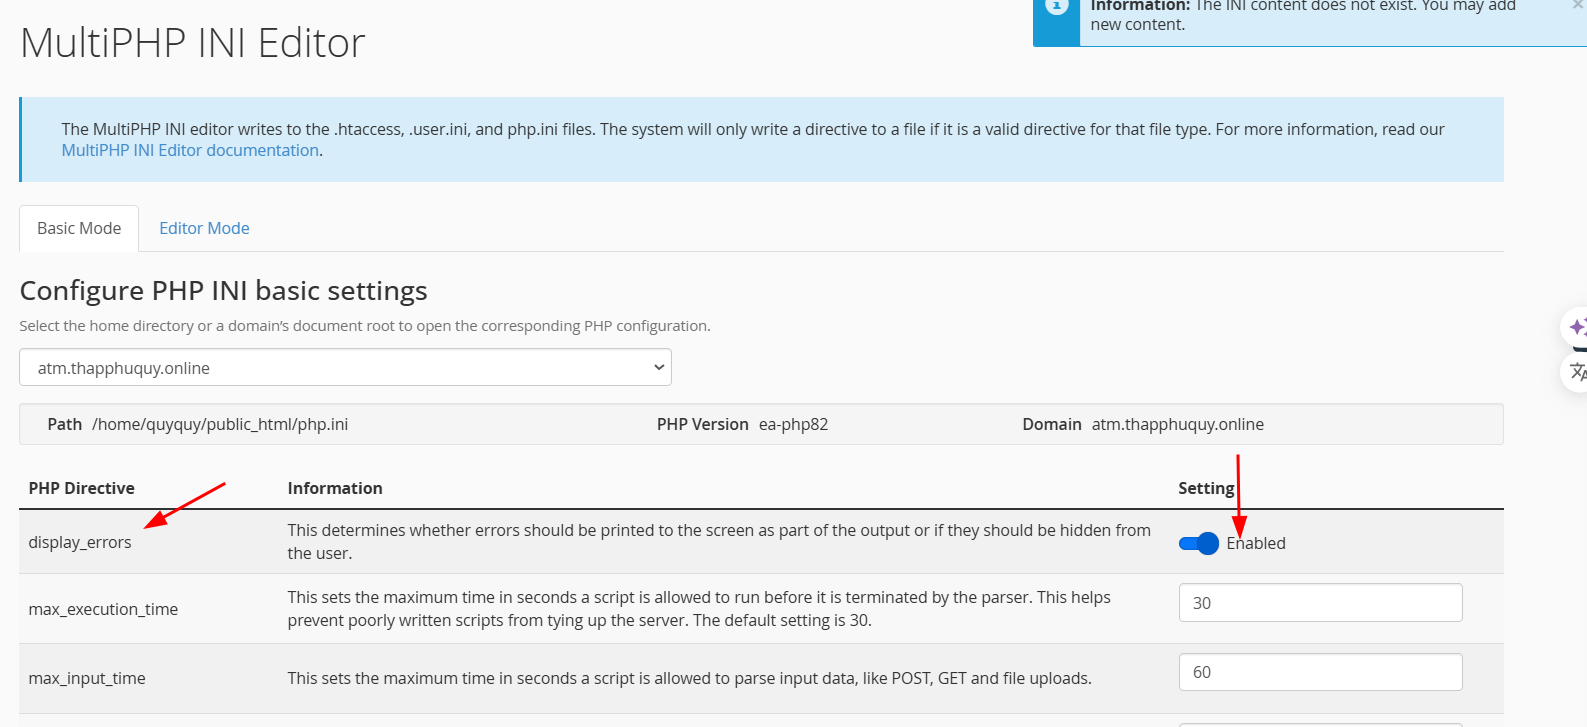 Information: The INI content does not exist. You may add
new content.
MultiPHP INI Editor
The MultiPHP INI editor writes to the .htaccess, .user.ini, and php.ini files. The system will only write a directive to a file if it is a valid directive for that file type. For more information, read our
MultiPHP INI Editor documentation.
Basic Mode
Editor Mode
Configure PHP INI basic settings
Select the home directory or a domain's document root to open the corresponding PHP configuration.
atm.thapphuquy.online
Path /home/quyquy/public_html/php.ini
PHP Version ea-php82
Domain atm.thapphuquy.online
PHP Directive
Information
Setting
display_errors
This determines whether errors should be printed to the screen as part of the output or if they should be hidden from
the user.
Enabled
max_execution_time
This sets the maximum time in seconds a script is allowed to run before it is terminated by the parser. This helps
prevent poorly written scripts from tying up the server. The default setting is 30.
30
max_input_time
This sets the maximum time in seconds a script is allowed to parse input data, like POST, GET and file uploads.
60